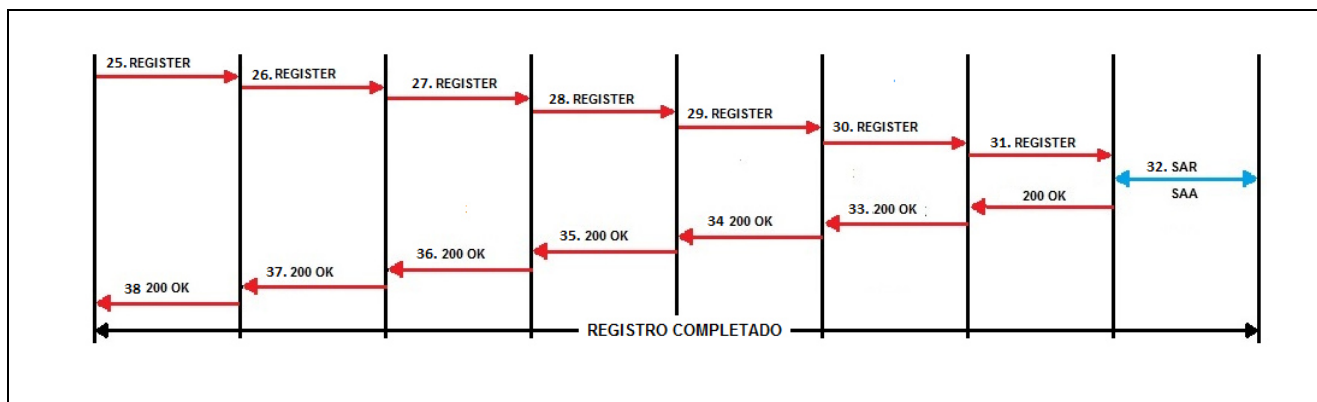 25. REGISTER
26. REGISTER
27. REGISTER
28. REGISTER
29. REGISTER
30. REGISTER
31. REGISTER
32. SAR
SAA
200 OK
33. 200 OK
34 200 OK
35. 200 OK
36. 200 OK
37. 200 OK
38 200 OK
REGISTRO COMPLETADO